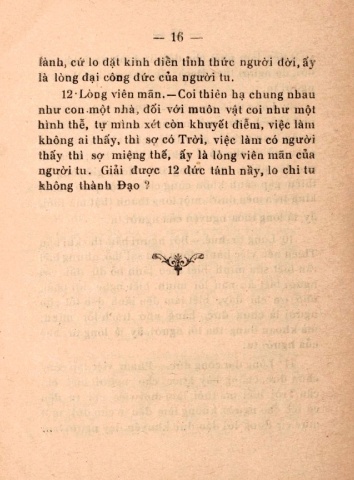 — 16 —
lành, cứ lo đặt kinh điền tỉnh thức người đời, ấy
là lòng đại công đức của người tu.
12· Lòng viên mãn.— Coi thiên hạ chung nhau
như con một nhà, đối với muôn vật coi như một
hình thể, tự mình xét còn khuyết điểm, việc làm
không ai thấy, thì sợ có Trời, việc làm có người
thấy thì sợ miệng thế, ấy là lòng viên mãn của
người tu. Giải được 12 đức tánh nầy, lo chi tu
không thành Đạo ?